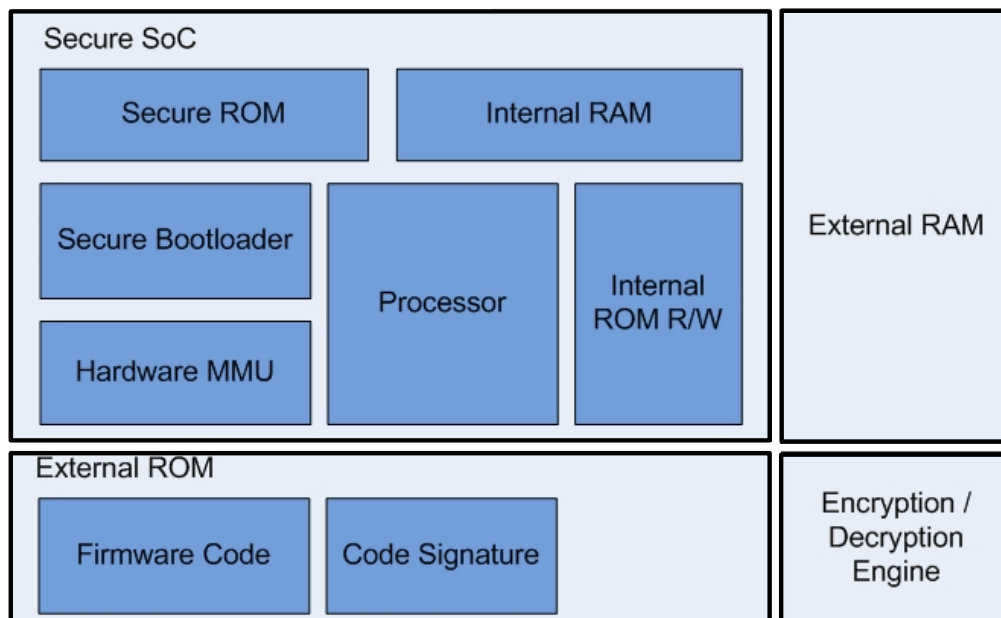 Secure SoC
Secure ROM
Internal RAM
Secure Bootloader
Processor
Internal
ROM R/W
Hardware MMU
External RAM
External ROM
Firmware Code
Code Signature
Encryption /
Decryption
Engine